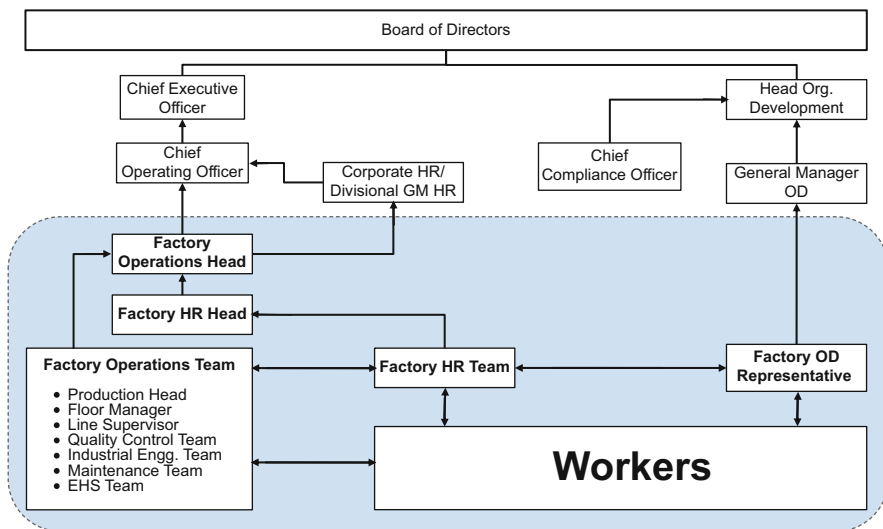 Board of Directors
Chief Executive
Officer
Head Org.
Development
Chief
Operating Officer
Corporate HR/
Divisional GM HR
Chief
Compliance Officer
General Manager
OD
Factory
Operations Head
Factory HR Head
Factory Operations Team
Production Head
Floor Manager
Line Supervisor
Quality Control Team
Industrial Engg. Team
Maintenance Team
EHS Team
Factory HR Team
Factory OD
Representative
Workers